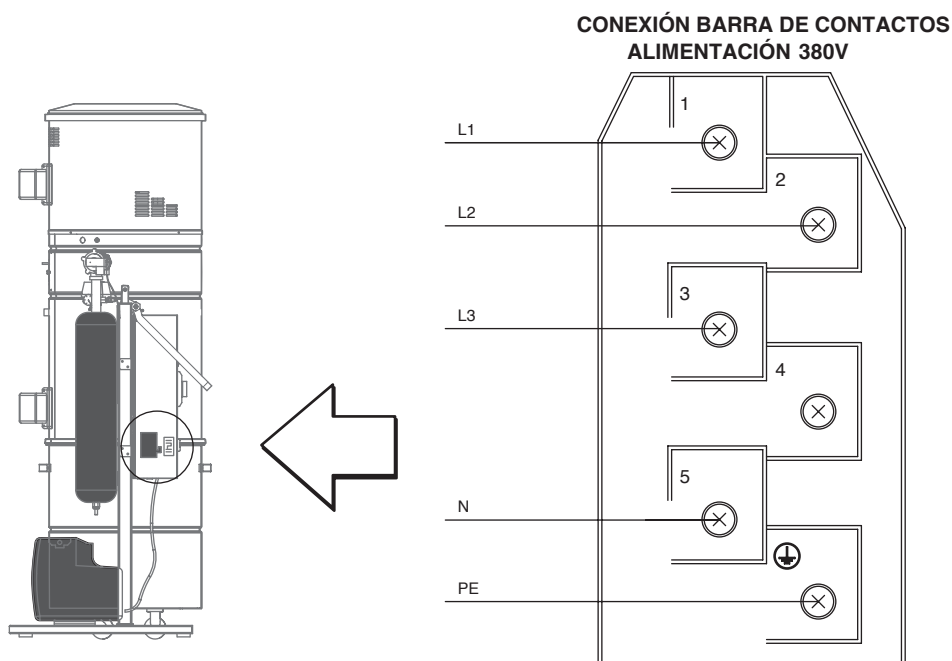 CONEXIÓN BARRA DE CONTACTOS
ALIMENTACIÓN 380V
L1
1
L2
2
L3
3
4
N
5
PE